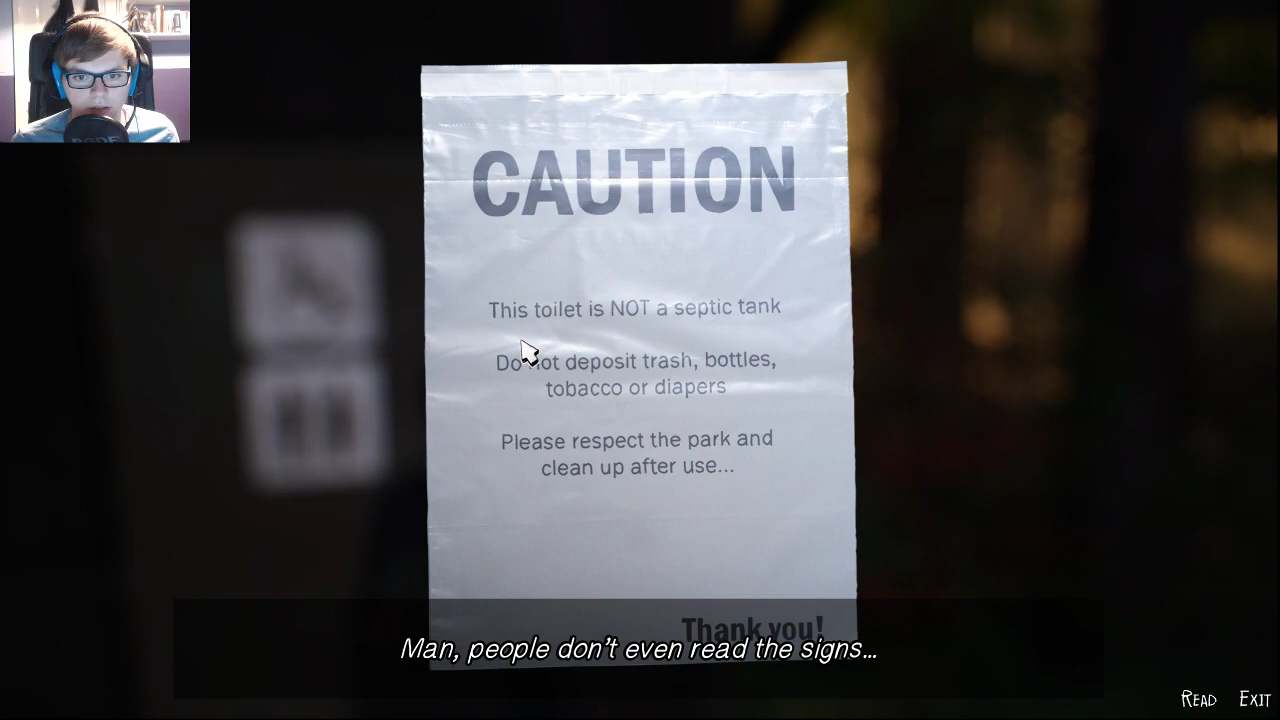 CAUTION
This toilet is NOT a septic tank
Do not deposit trash, bottles,
tobacco or diapers
Please respect the park and
clean up after use...
Thank you!
Man, people don't even read the signs...
READ EXIT
RODE